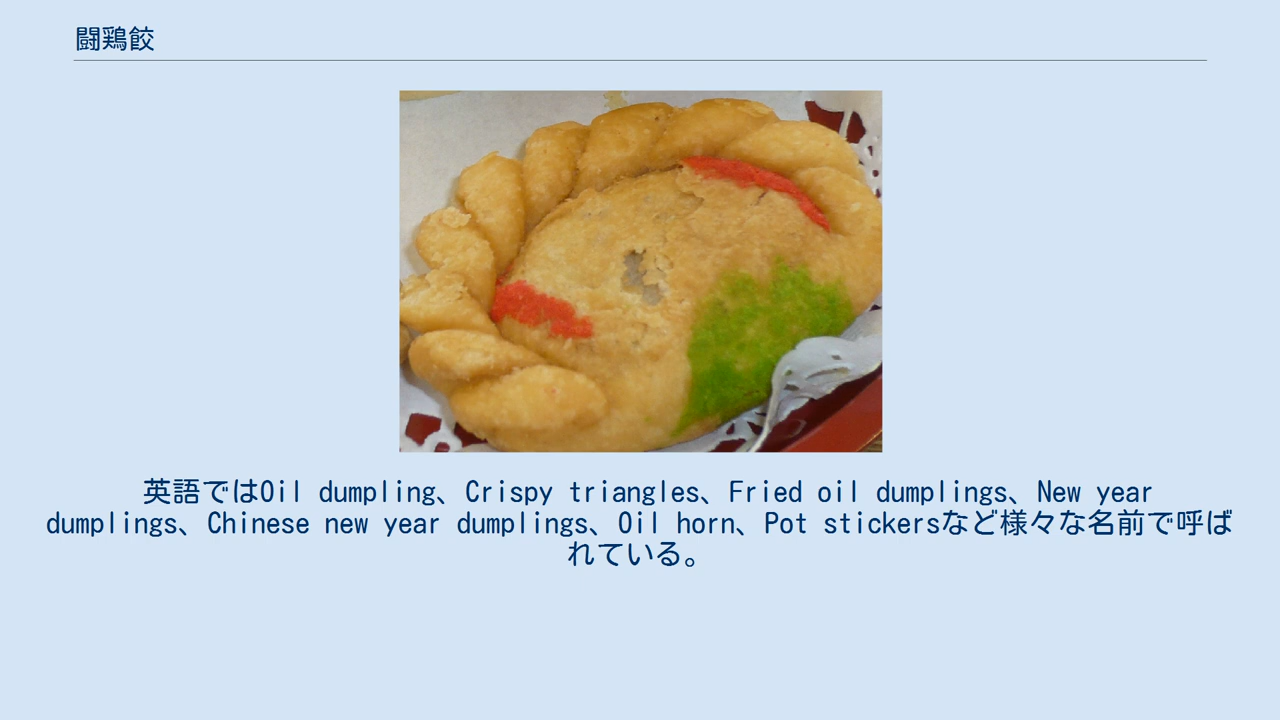 闘鶏餃
英語ではOil dumpling、Crispy triangles、Fried oil dumplings、New year
dumplings、Chinese new year dumplings、Oil horn、Pot stickersなど様々な名前で呼ば
れている。